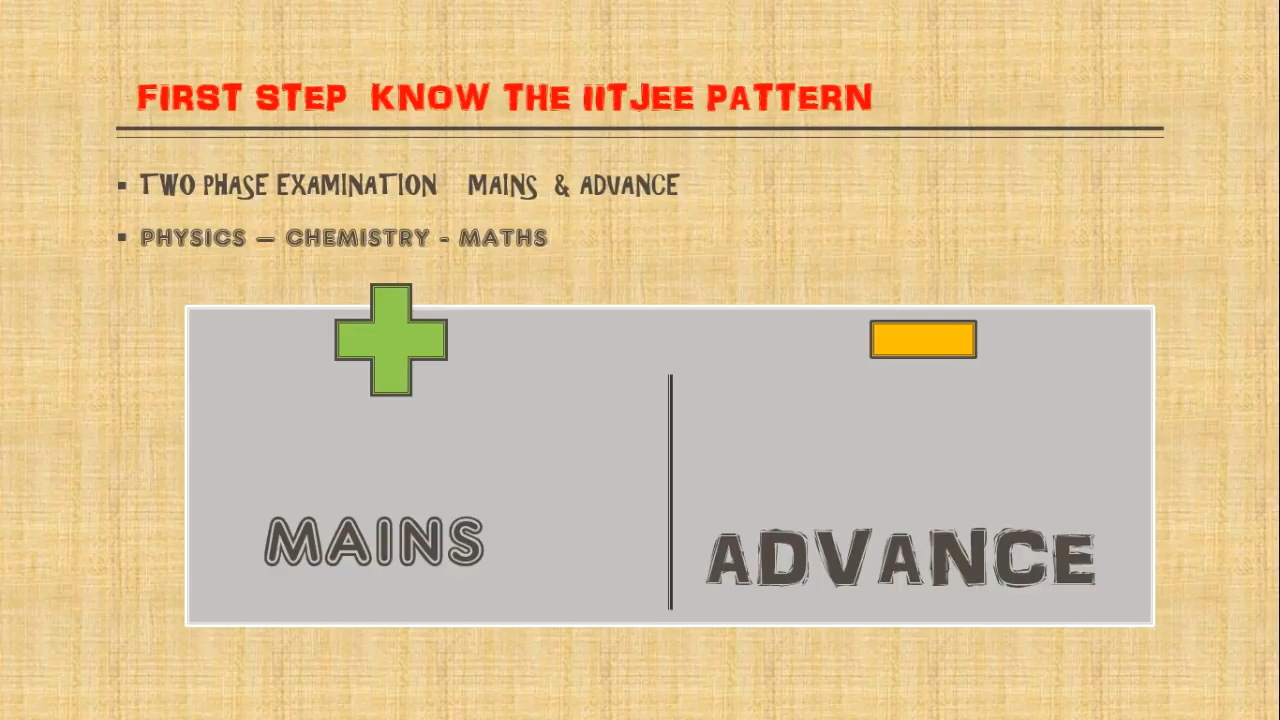 FIRST STEP KNOW THE IITJEE PATTERN
TWO PHASE EXAMINATION MAINS & ADVANCE
PHYSICS – CHEMISTRY - MATHS
MAINS
ADVANCE